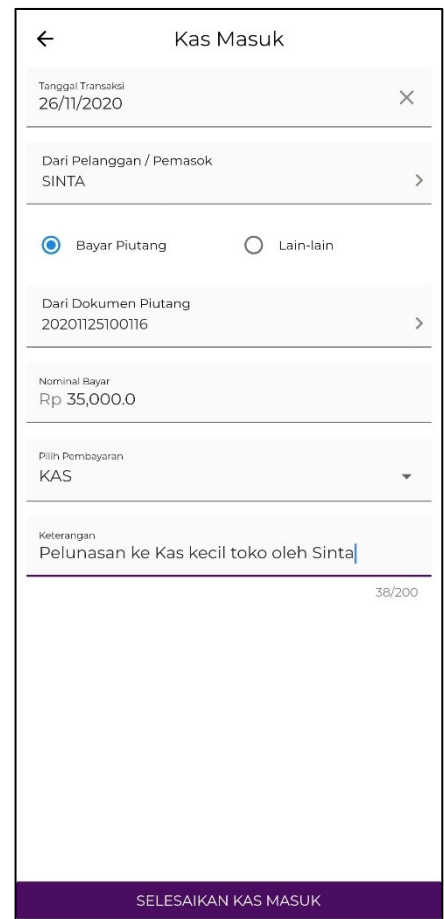 Kas Masuk
Tanggal Transaksi
26/11/2020
Dari Pelanggan / Pemasok
SINTA
Bayar Piutang
Lain-lain
Dari Dokumen Piutang
20201125100116
Nominal Bayar
Rp 35,000.0
Pilih Pembayaran
KAS
Keterangan
Pelunasan ke Kas kecil toko oleh Sinta
38/200
SELESAIKAN KAS MASUK